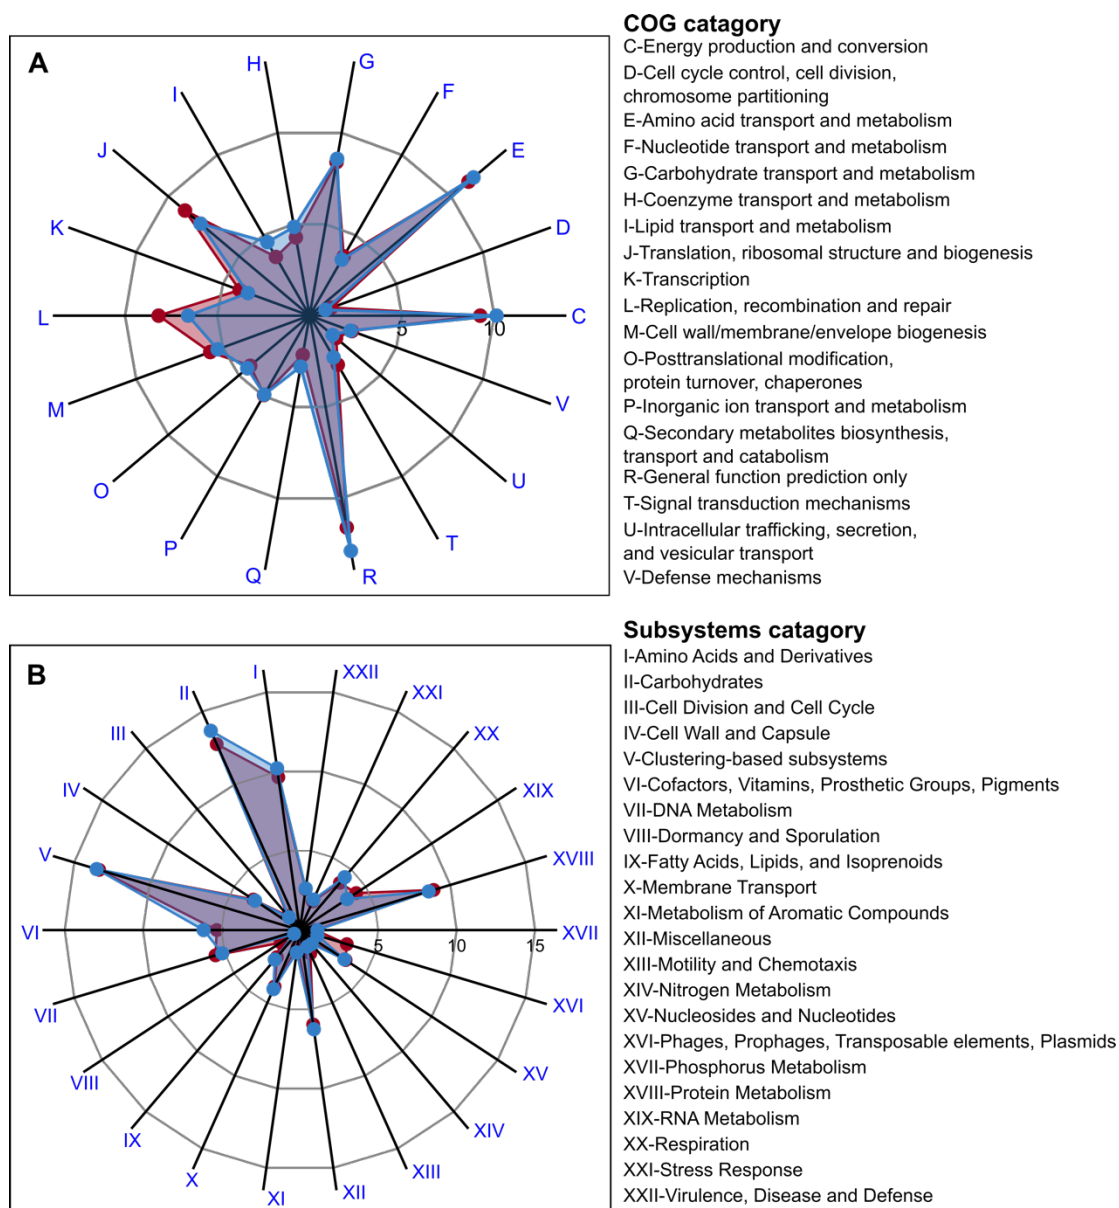 A
H
G
I
F
J
E
K
D
L
5
10
C
M
V
O
U
P
T
Q
R
COG catagory
C-Energy production and conversion
D-Cell cycle control, cell division,
chromosome partitioning
E-Amino acid transport and metabolism
F-Nucleotide transport and metabolism
G-Carbohydrate transport and metabolism
H-Coenzyme transport and metabolism
I-Lipid transport and metabolism
J-Translation, ribosomal structure and biogenesis
K-Transcription
L-Replication, recombination and repair
M-Cell wall/membrane/envelope biogenesis
O-Posttranslational modification,
protein turnover, chaperones
P-Inorganic ion transport and metabolism
Q-Secondary metabolites biosynthesis,
transport and catabolism
R-General function prediction only
T-Signal transduction mechanisms
U-Intracellular trafficking, secretion,
and vesicular transport
V-Defense mechanisms
B
I
XXII
II
XXI
III
XX
IV
XIX
V
XVIII
VI
5
10
15
XVII
VII
XVI
VIII
XV
IX
XIV
X
XIII
XI
XII
Subsystems catagory
I-Amino Acids and Derivatives
II-Carbohydrates
III-Cell Division and Cell Cycle
IV-Cell Wall and Capsule
V-Clustering-based subsystems
VI-Cofactors, Vitamins, Prosthetic Groups, Pigments
VII-DNA Metabolism
VIII-Dormancy and Sporulation
IX-Fatty Acids, Lipids, and Isoprenoids
X-Membrane Transport
XI-Metabolism of Aromatic Compounds
XII-Miscellaneous
XIII-Motility and Chemotaxis
XIV-Nitrogen Metabolism
XV-Nucleosides and Nucleotides
XVI-Phages, Prophages, Transposable elements, Plasmids
XVII-Phosphorus Metabolism
XVIII-Protein Metabolism
XIX-RNA Metabolism
XX-Respiration
XXI-Stress Response
XXII-Virulence, Disease and Defense